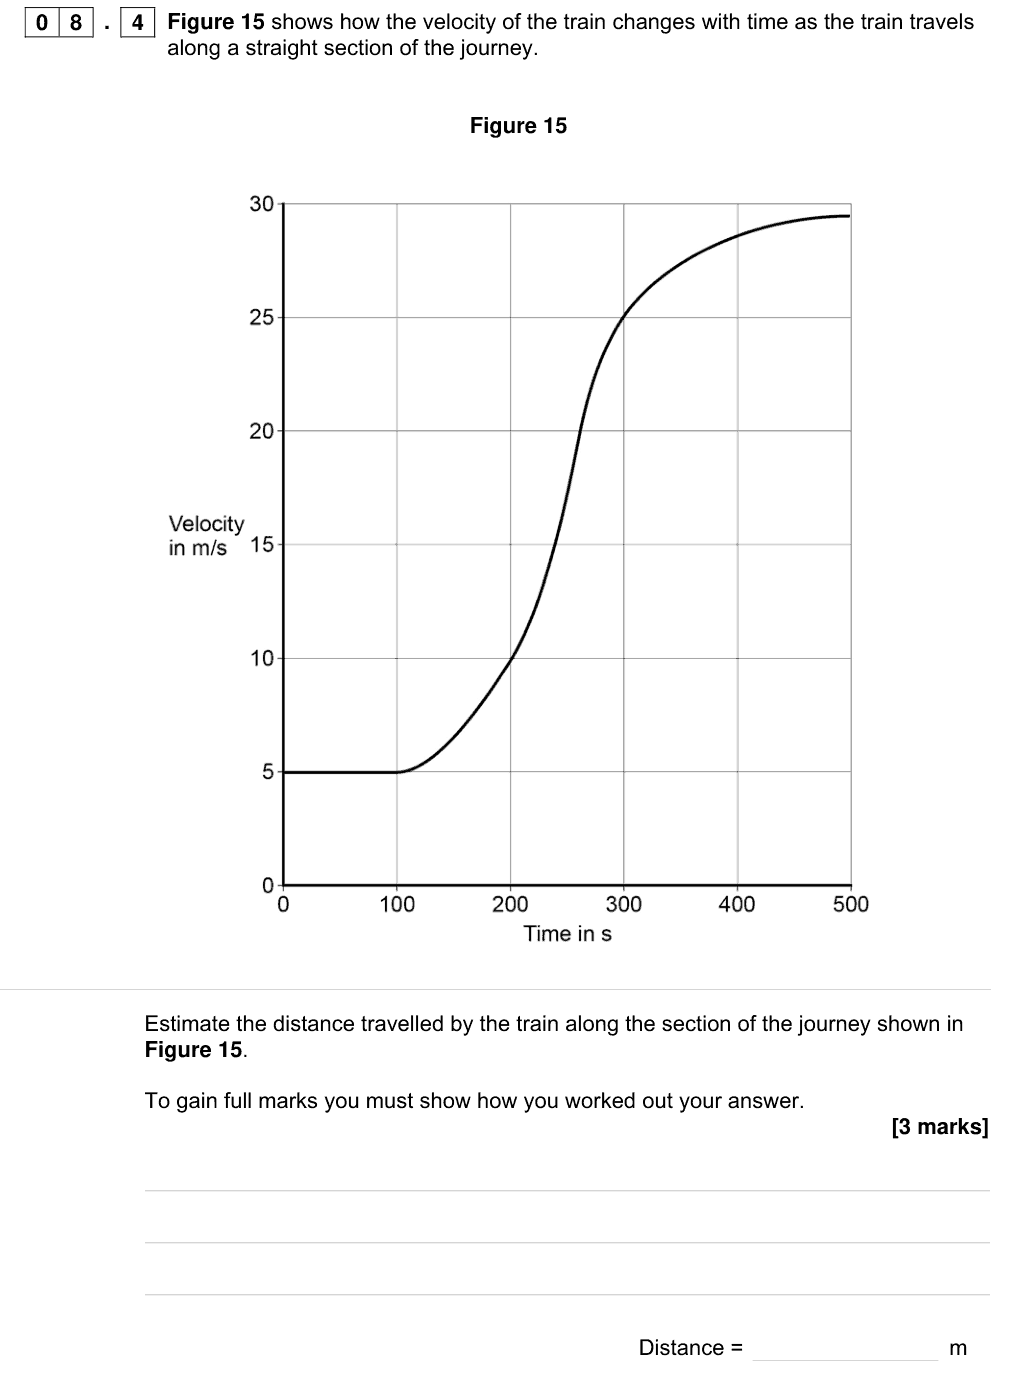 0 8 . 4 Figure 15 shows how the velocity of the train changes with time as the train travels
along a straight section of the journey.
Figure 15
30
25
20
Velocity
in m/s
15
10
5
0
0 100 200 300 400 500
Time in s
Estimate the distance travelled by the train along the section of the journey shown in
Figure 15.
To gain full marks you must show how you worked out your answer.
[3 marks]
Distance = m